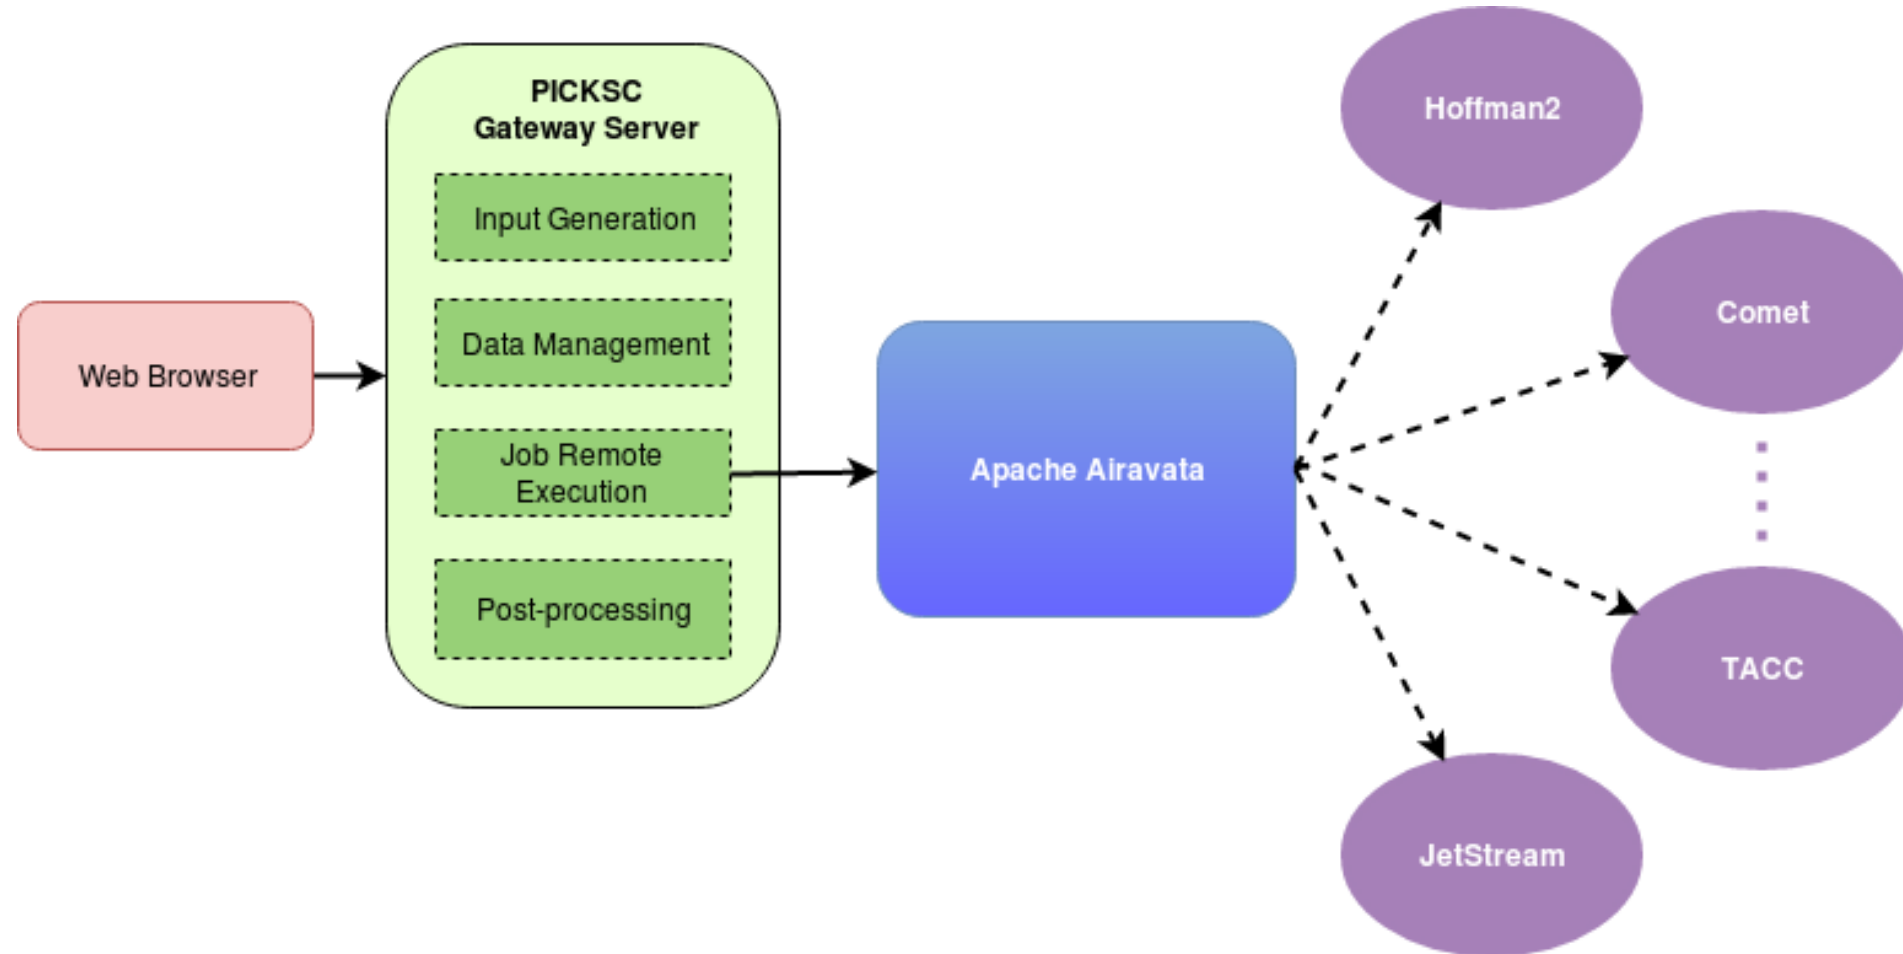 PICKSC
Gateway Server
Input Generation
Data Management
Job Remote
Execution
Post-processing
Web Browser
Apache Airavata
Hoffman2
Comet
TACC
JetStream